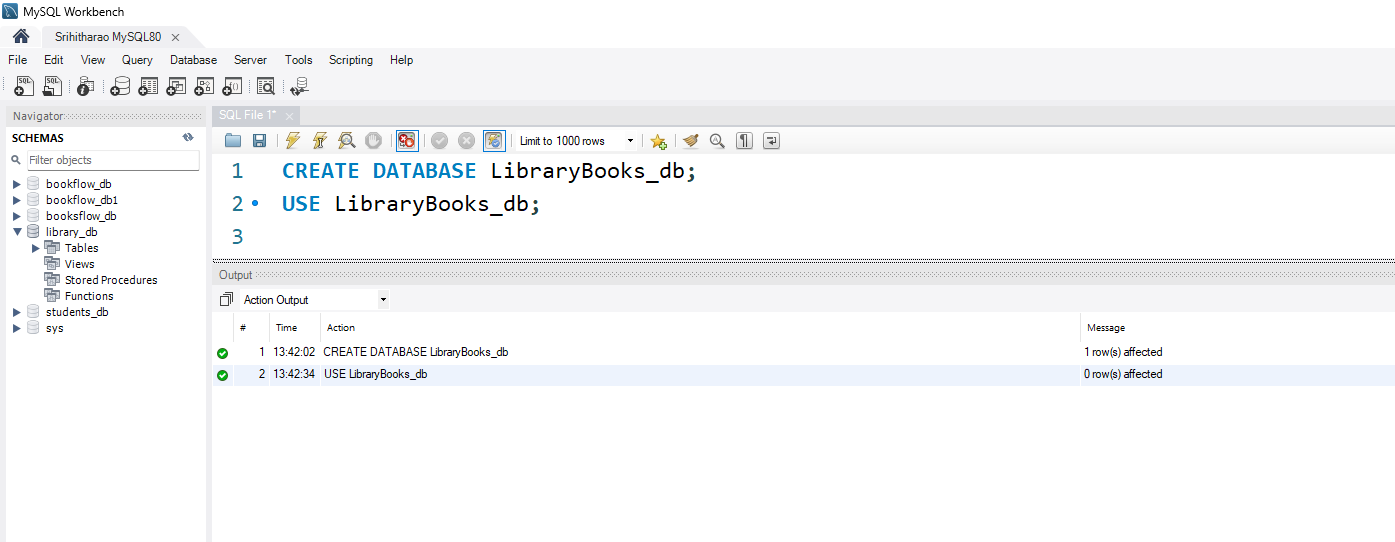 MySQL Workbench
Srihitharao MySQL80
File Edit View Query Database Server Tools Scripting Help
Navigator
SCHEMAS
Filter objects
bookflow_db
bookflow_db1
booksflow_db
library_db
Tables
Views
Stored Procedures
Functions
students_db
sys
SQL File 1*
Limit to 1000 rows
1 CREATE DATABASE LibraryBooks_db;
2 USE LibraryBooks_db;
3
Output
Action Output
# Time Action Message
1 13:42:02 CREATE DATABASE LibraryBooks_db 1 row(s) affected
2 13:42:34 USE LibraryBooks_db 0 row(s) affected